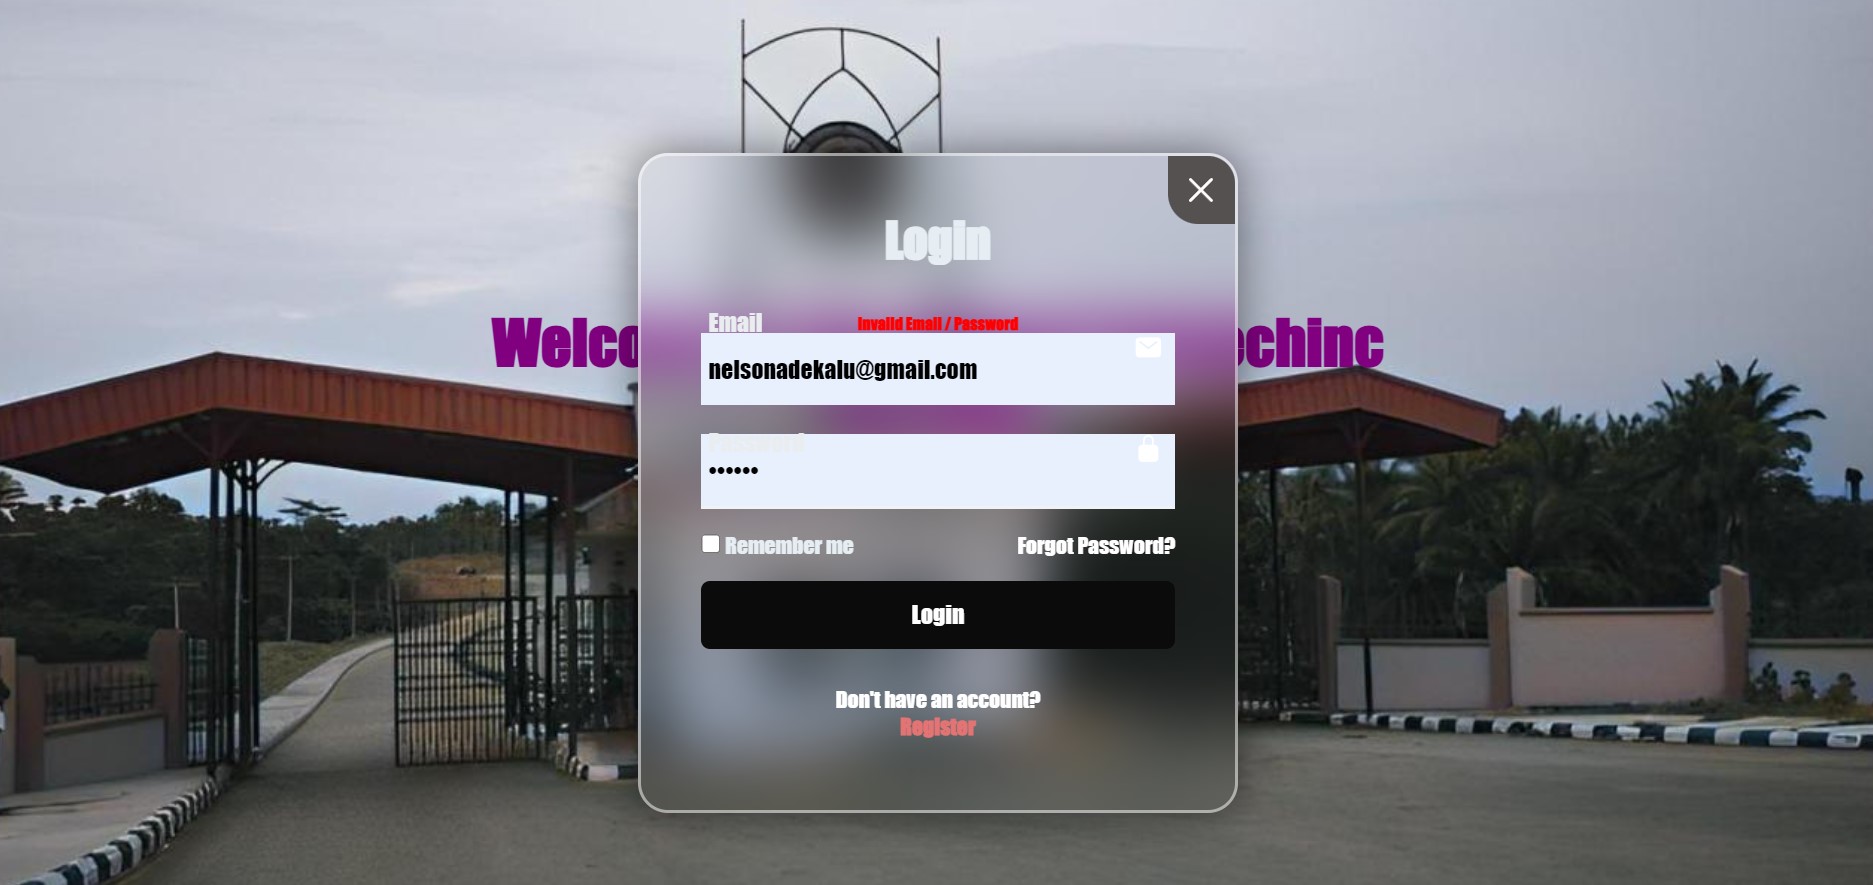 Login
Welco
echinc
Email
Invalid Email / Password
nelsonadekalu@gmail.com
Password
••••••
Remember me
Forgot Password?
Login
Don't have an account?
Register